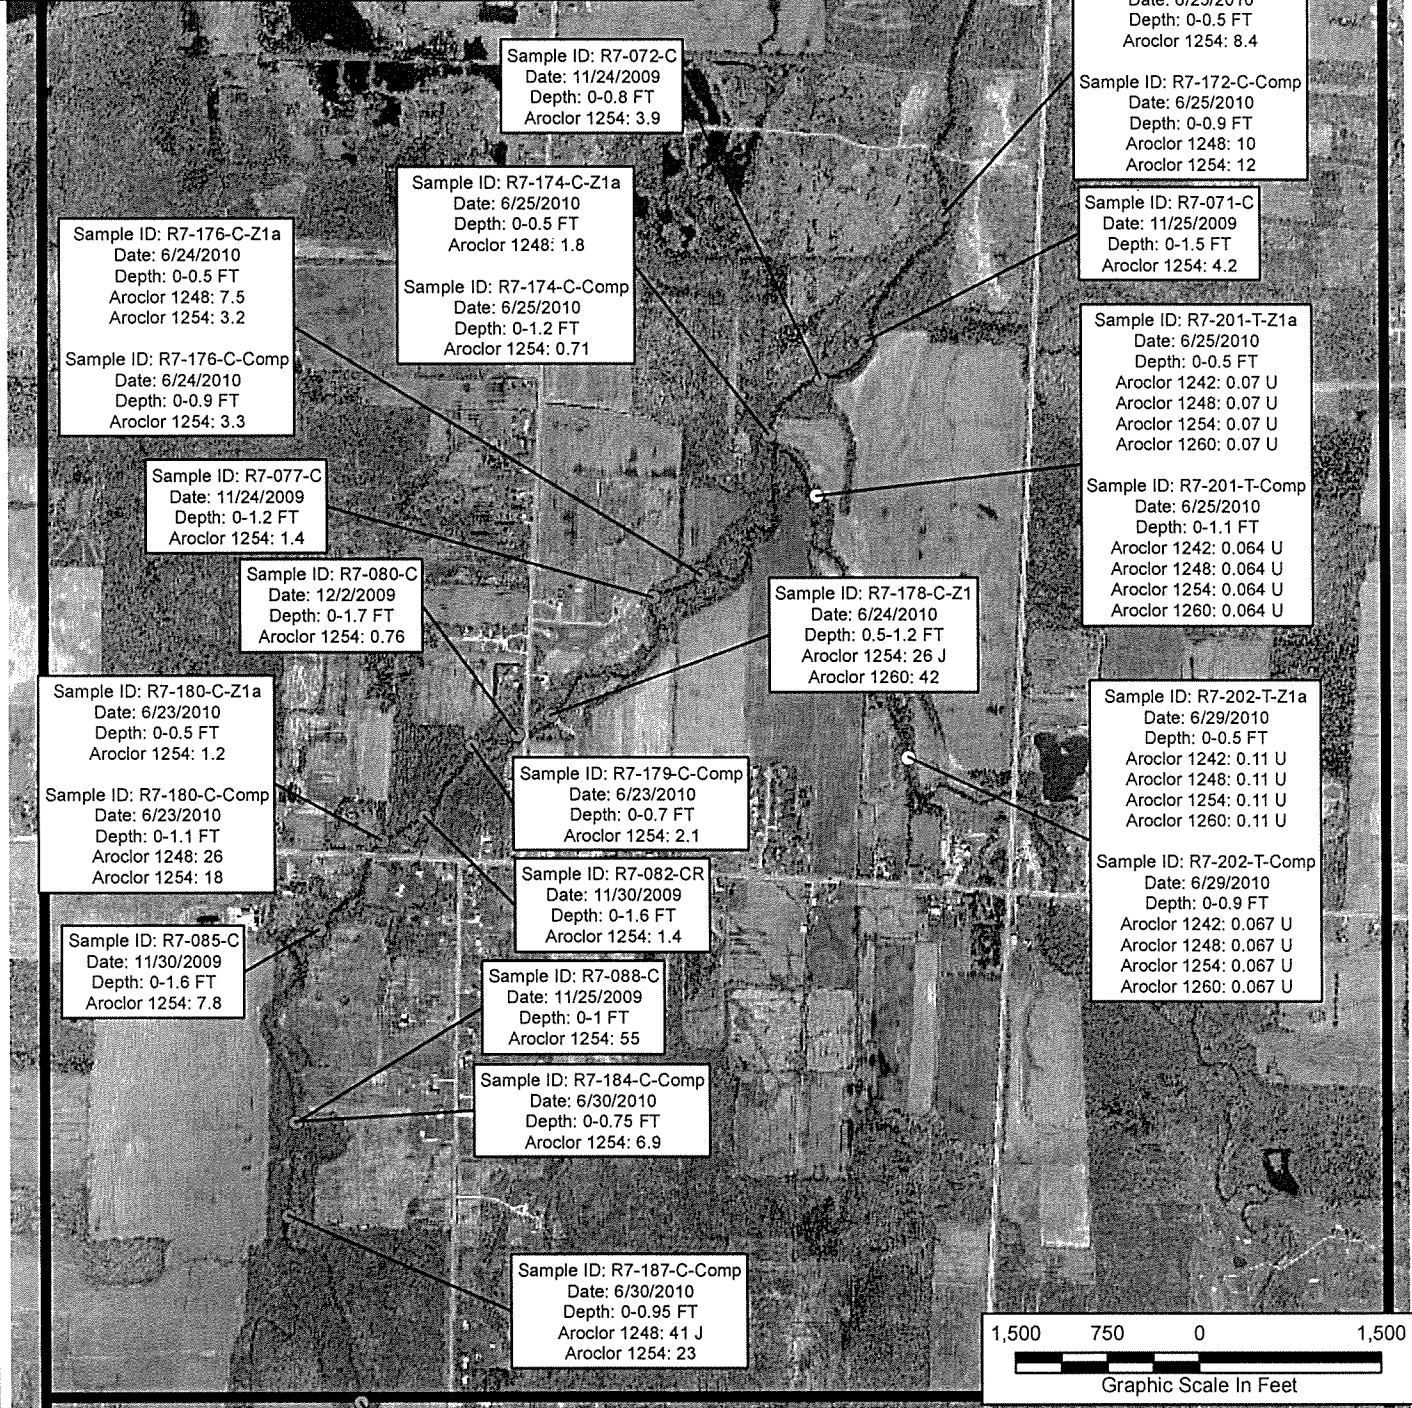 Date: 6/25/2010
Depth: 0-0.5 FT
Aroclor 1254: 8.4
Sample ID: R7-172-C-Comp
Date: 6/25/2010
Depth: 0-0.9 FT
Aroclor 1248: 10
Aroclor 1254: 12
Sample ID: R7-072-C
Date: 11/24/2009
Depth: 0-0.8 FT
Aroclor 1254: 3.9
Sample ID: R7-174-C-Z1a
Date: 6/25/2010
Depth: 0-0.5 FT
Aroclor 1248: 1.8
Sample ID: R7-174-C-Comp
Date: 6/25/2010
Depth: 0-1.2 FT
Aroclor 1254: 0.71
Sample ID: R7-071-C
Date: 11/25/2009
Depth: 0-1.5 FT
Aroclor 1254: 4.2
Sample ID: R7-176-C-Z1a
Date: 6/24/2010
Depth: 0-0.5 FT
Aroclor 1248: 7.5
Aroclor 1254: 3.2
Sample ID: R7-176-C-Comp
Date: 6/24/2010
Depth: 0-0.9 FT
Aroclor 1254: 3.3
Sample ID: R7-201-T-Z1a
Date: 6/25/2010
Depth: 0-0.5 FT
Aroclor 1242: 0.07 U
Aroclor 1248: 0.07 U
Aroclor 1254: 0.07 U
Aroclor 1260: 0.07 U
Sample ID: R7-201-T-Comp
Date: 6/25/2010
Depth: 0-1.1 FT
Aroclor 1242: 0.064 U
Aroclor 1248: 0.064 U
Aroclor 1254: 0.064 U
Aroclor 1260: 0.064 U
Sample ID: R7-077-C
Date: 11/24/2009
Depth: 0-1.2 FT
Aroclor 1254: 1.4
Sample ID: R7-080-C
Date: 12/2/2009
Depth: 0-1.7 FT
Aroclor 1254: 0.76
Sample ID: R7-178-C-Z1
Date: 6/24/2010
Depth: 0.5-1.2 FT
Aroclor 1254: 26 J
Aroclor 1260: 42
Sample ID: R7-180-C-Z1a
Date: 6/23/2010
Depth: 0-0.5 FT
Aroclor 1254: 1.2
Sample ID: R7-180-C-Comp
Date: 6/23/2010
Depth: 0-1.1 FT
Aroclor 1248: 26
Aroclor 1254: 18
Sample ID: R7-202-T-Z1a
Date: 6/29/2010
Depth: 0-0.5 FT
Aroclor 1242: 0.11 U
Aroclor 1248: 0.11 U
Aroclor 1254: 0.11 U
Aroclor 1260: 0.11 U
Sample ID: R7-202-T-Comp
Date: 6/29/2010
Depth: 0-0.9 FT
Aroclor 1242: 0.067 U
Aroclor 1248: 0.067 U
Aroclor 1254: 0.067 U
Aroclor 1260: 0.067 U
Sample ID: R7-179-C-Comp
Date: 6/23/2010
Depth: 0-0.7 FT
Aroclor 1254: 2.1
Sample ID: R7-082-CR
Date: 11/30/2009
Depth: 0-1.6 FT
Aroclor 1254: 1.4
Sample ID: R7-085-C
Date: 11/30/2009
Depth: 0-1.6 FT
Aroclor 1254: 7.8
Sample ID: R7-088-C
Date: 11/25/2009
Depth: 0-1 FT
Aroclor 1254: 55
Sample ID: R7-184-C-Comp
Date: 6/30/2010
Depth: 0-0.75 FT
Aroclor 1254: 6.9
Sample ID: R7-187-C-Comp
Date: 6/30/2010
Depth: 0-0.95 FT
Aroclor 1248: 41 J
Aroclor 1254: 23
1,500 750 0 1,500
Graphic Scale In Feet